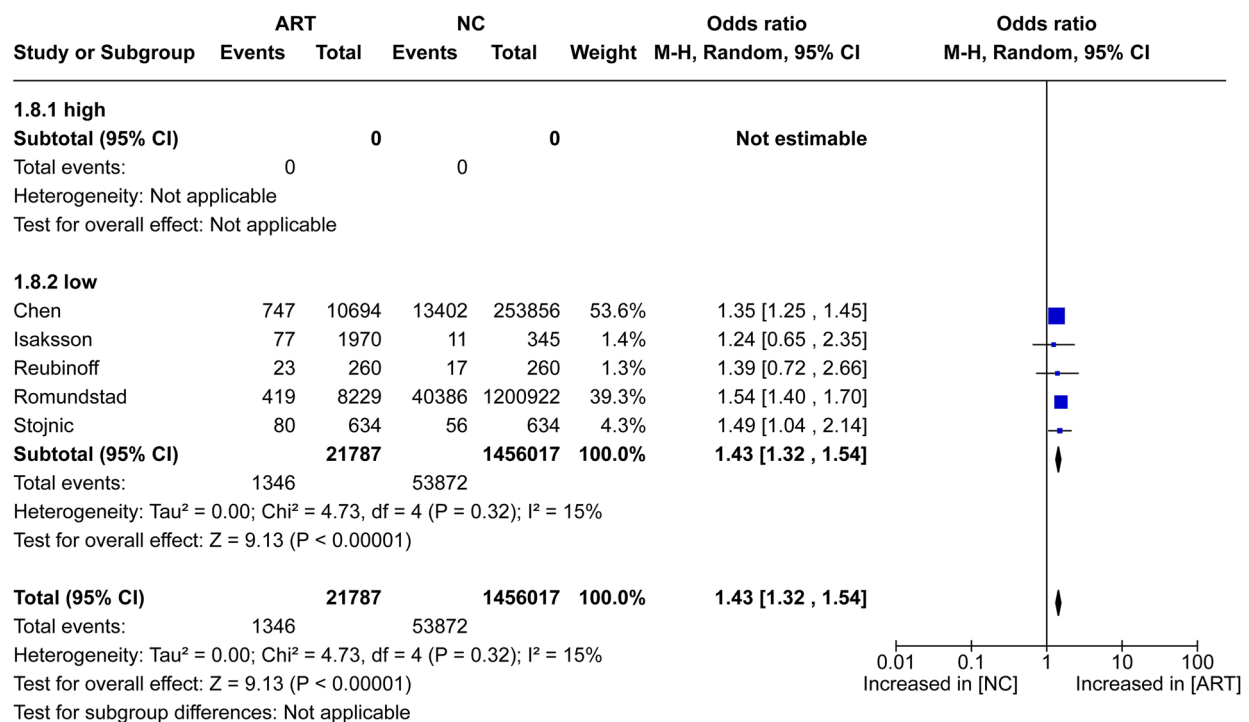 ART NC Odds ratio Odds ratio
Study or Subgroup Events Total Events Total Weight M-H, Random, 95% CI M-H, Random, 95% CI
1.8.1 high
Subtotal (95% CI) 0 0 Not estimable
Total events: 0 0
Heterogeneity: Not applicable
Test for overall effect: Not applicable
1.8.2 low
Chen 747 10694 13402 253856 53.6% 1.35 [1.25 , 1.45]
Isaksson 77 1970 11 345 1.4% 1.24 [0.65 , 2.35]
Reubinoff 23 260 17 260 1.3% 1.39 [0.72 , 2.66]
Romundstad 419 8229 40386 1200922 39.3% 1.54 [1.40 , 1.70]
Stojnic 80 634 56 634 4.3% 1.49 [1.04 , 2.14]
Subtotal (95% CI) 21787 1456017 100.0% 1.43 [1.32 , 1.54]
Total events: 1346 53872
Heterogeneity: Tau² = 0.00; Chi² = 4.73, df = 4 (P = 0.32); I² = 15%
Test for overall effect: Z = 9.13 (P < 0.00001)
Total (95% CI) 21787 1456017 100.0% 1.43 [1.32 , 1.54]
Total events: 1346 53872
Heterogeneity: Tau² = 0.00; Chi² = 4.73, df = 4 (P = 0.32); I² = 15%
Test for overall effect: Z = 9.13 (P < 0.00001)
Test for subgroup differences: Not applicable
0.01 0.1 1 10 100
Increased in [NC] Increased in [ART]